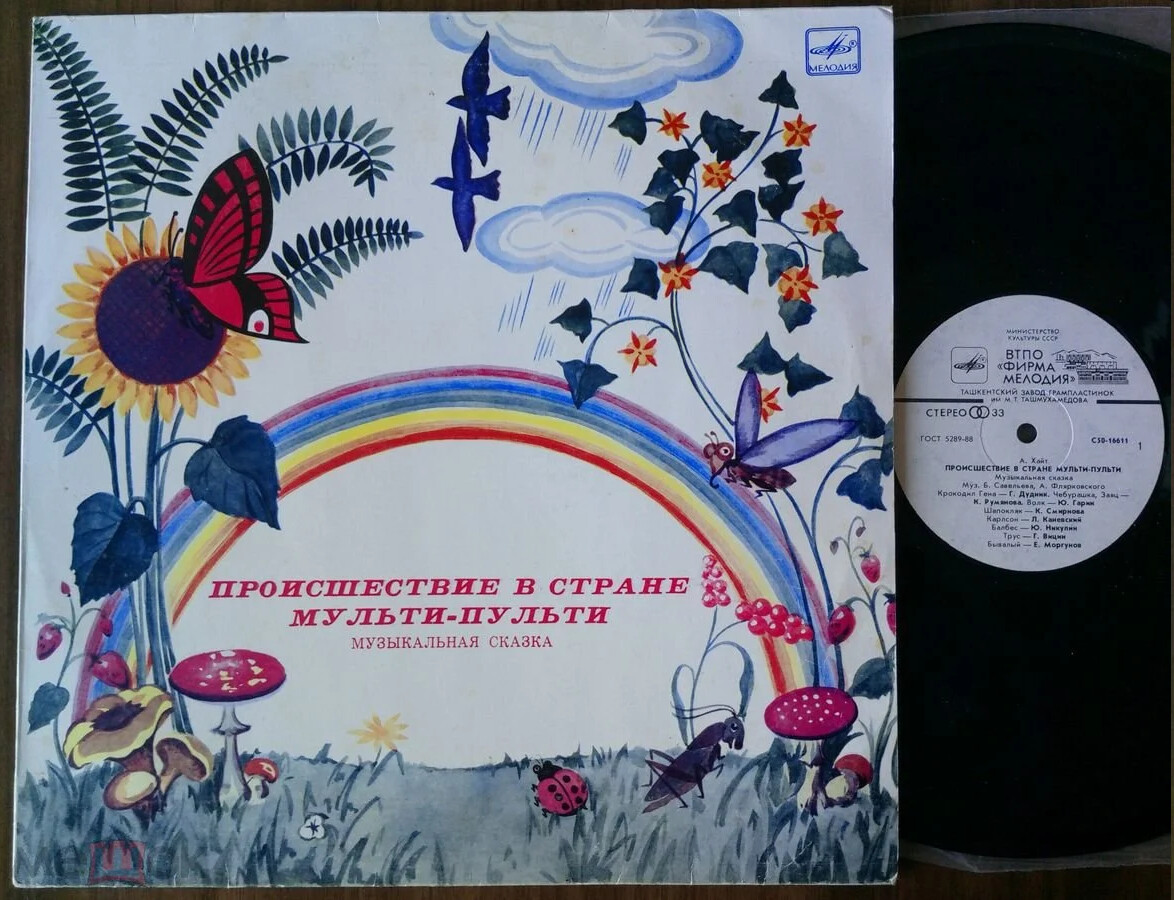 МЕЛОДИЯ
ПРОИСШЕСТВИЕ В СТРАНЕ
МУЛЬТИ-ПУЛЬТИ
МУЗЫКАЛЬНАЯ СКАЗКА
МИНИСТЕРСТВО
КУЛЬТУРЫ СССР
ВТПО
«ФИРМА
МЕЛОДИЯ»
ТАШКЕНТСКИЙ ЗАВОД ГРАМПЛАСТИНОК
им М. Т. ТАШМУХАМЕДОВА
СТЕРЕО 33
ГОСТ 5289-88
С50-16611
1
А. Хайт
ПРОИСШЕСТВИЕ В СТРАНЕ МУЛЬТИ-ПУЛЬТИ
Музыкальная сказка
Муз. Б. Савельева, А. Флярковского
Крокодил Гена — Г. Дудник, Чебурашка, Заяц —
К. Румянова, Волк — Ю. Гарин
Шапокляк — К. Смирнова
Карлсон — Л. Каневский
Балбес — Ю. Никулин
Трус — Г. Вицин
Бывалый — Е. Моргунов